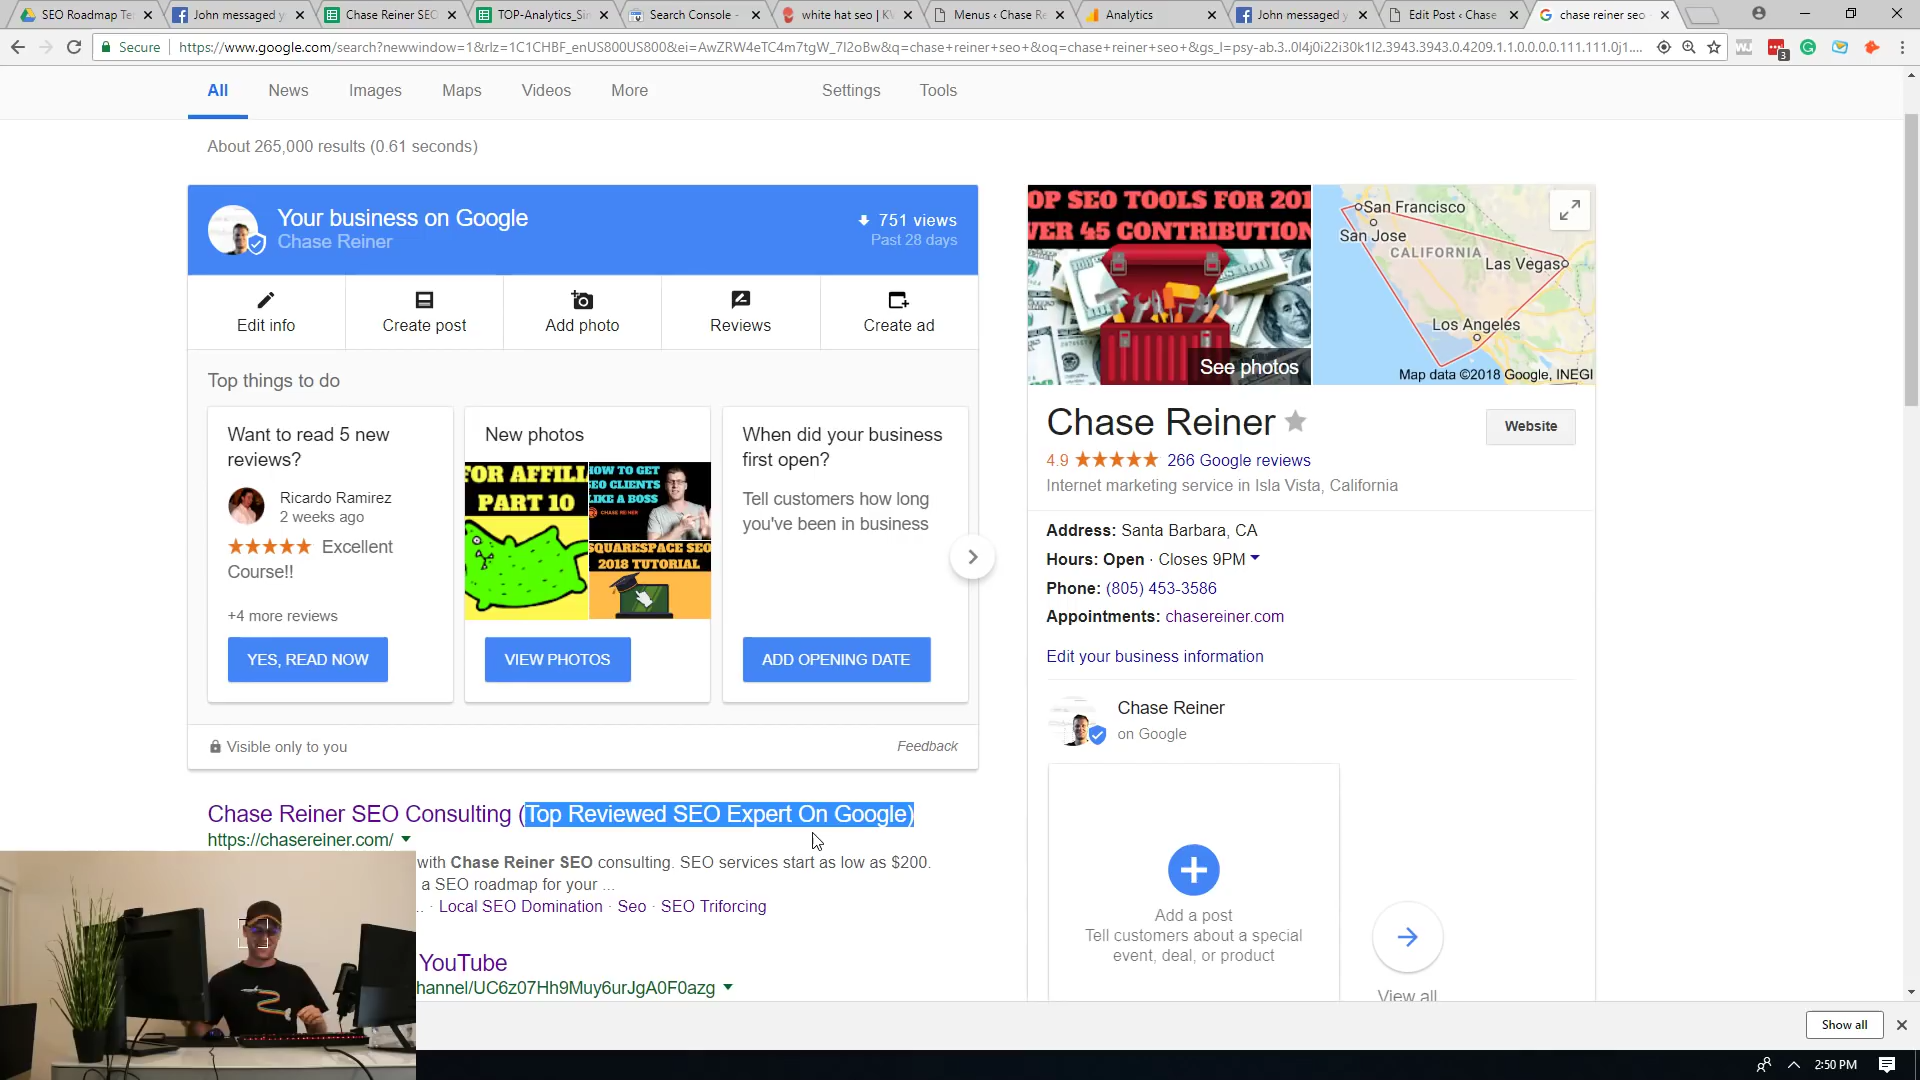 SEO Roadmap Te
John messaged y
Chase Reiner SEO
TOP-Analytics_Sin
Search Console -
white hat seo | KW
Menus ‹ Chase Re
Analytics
John messaged y
Edit Post ‹ Chase
chase reiner seo
Secure
https://www.google.com/search?newwindow=1&rlz=1C1CHBF_enUS800US800&ei=AwZRW4eTC4m7tgW_7I2oBw&q=chase+reiner+seo+&oq=chase+reiner+seo+&gs_l=psy-ab.3..0l4j0i22i30k1l2.3943.3943.0.4209.1.1.0.0.0.0.111.111.0j1....
3
All
News
Images
Maps
Videos
More
Settings
Tools
About 265,000 results (0.61 seconds)
Your business on Google
Chase Reiner
751 views
Past 28 days
Edit info
Create post
Add photo
Reviews
Create ad
Top things to do
Want to read 5 new
reviews?
Ricardo Ramirez
2 weeks ago
Excellent
Course!!
+4 more reviews
YES, READ NOW
New photos
FOR AFFILI
PART 10
HOW TO GET
SEO CLIENTS
LIKE A BOSS
CHASE REINER
SQUARESPACE SEO
2018 TUTORIAL
VIEW PHOTOS
When did your business
first open?
Tell customers how long
you've been in business
ADD OPENING DATE
Visible only to you
Feedback
Chase Reiner SEO Consulting (Top Reviewed SEO Expert On Google)
https://chasereiner.com/
with Chase Reiner SEO consulting. SEO services start as low as $200.
a SEO roadmap for your ...
.. · Local SEO Domination · Seo · SEO Triforcing
YouTube
hannel/UC6z07Hh9Muy6urJgA0F0azg
OP SEO TOOLS FOR 201
VER 45 CONTRIBUTION
See photos
San Francisco
San Jose
CALIFORNIA
Las Vegas
Los Angeles
Map data ©2018 Google, INEGI
Chase Reiner
Website
4.9
266 Google reviews
Internet marketing service in Isla Vista, California
Address: Santa Barbara, CA
Hours: Open · Closes 9PM
Phone: (805) 453-3586
Appointments: chasereiner.com
Edit your business information
Chase Reiner
on Google
Add a post
Tell customers about a special
event, deal, or product
View all
Show all
2:50 PM